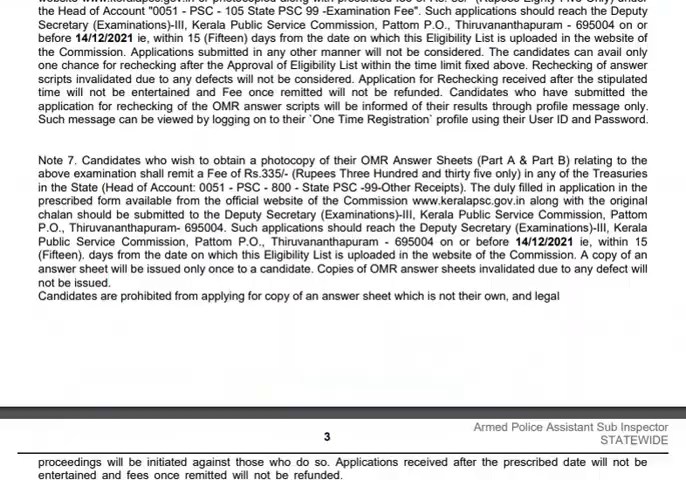 the Head of Account "0051 - PSC - 105 State PSC 99 -Examination Fee". Such applications should reach the Deputy
Secretary (Examinations)-III, Kerala Public Service Commission, Pattom P.O., Thiruvananthapuram - 695004 on or
before 14/12/2021 ie, within 15 (Fifteen) days from the date on which this Eligibility List is uploaded in the website of
the Commission. Applications submitted in any other manner will not be considered. The candidates can avail only
one chance for rechecking after the Approval of Eligibility List within the time limit fixed above. Rechecking of answer
scripts invalidated due to any defects will not be considered. Application for Rechecking received after the stipulated
time will not be entertained and Fee once remitted will not be refunded. Candidates who have submitted the
application for rechecking of the OMR answer scripts will be informed of their results through profile message only.
Such message can be viewed by logging on to their `One Time Registration` profile using their User ID and Password.
Note 7. Candidates who wish to obtain a photocopy of their OMR Answer Sheets (Part A & Part B) relating to the
above examination shall remit a Fee of Rs.335/- (Rupees Three Hundred and thirty five only) in any of the Treasuries
in the State (Head of Account: 0051 - PSC - 800 - State PSC -99-Other Receipts). The duly filled in application in the
prescribed form available from the official website of the Commission www.keralapsc.gov.in along with the original
chalan should be submitted to the Deputy Secretary (Examinations)-III, Kerala Public Service Commission, Pattom
P.O., Thiruvananthapuram- 695004. Such applications should reach the Deputy Secretary (Examinations)-III, Kerala
Public Service Commission, Pattom P.O., Thiruvananthapuram - 695004 on or before 14/12/2021 ie, within 15
(Fifteen). days from the date on which this Eligibility List is uploaded in the website of the Commission. A copy of an
answer sheet will be issued only once to a candidate. Copies of OMR answer sheets invalidated due to any defect will
not be issued.
Candidates are prohibited from applying for copy of an answer sheet which is not their own, and legal
Armed Police Assistant Sub Inspector
3
STATEWIDE
proceedings will be initiated against those who do so. Applications received after the prescribed date will not be
entertained and fees once remitted will not be refunded.